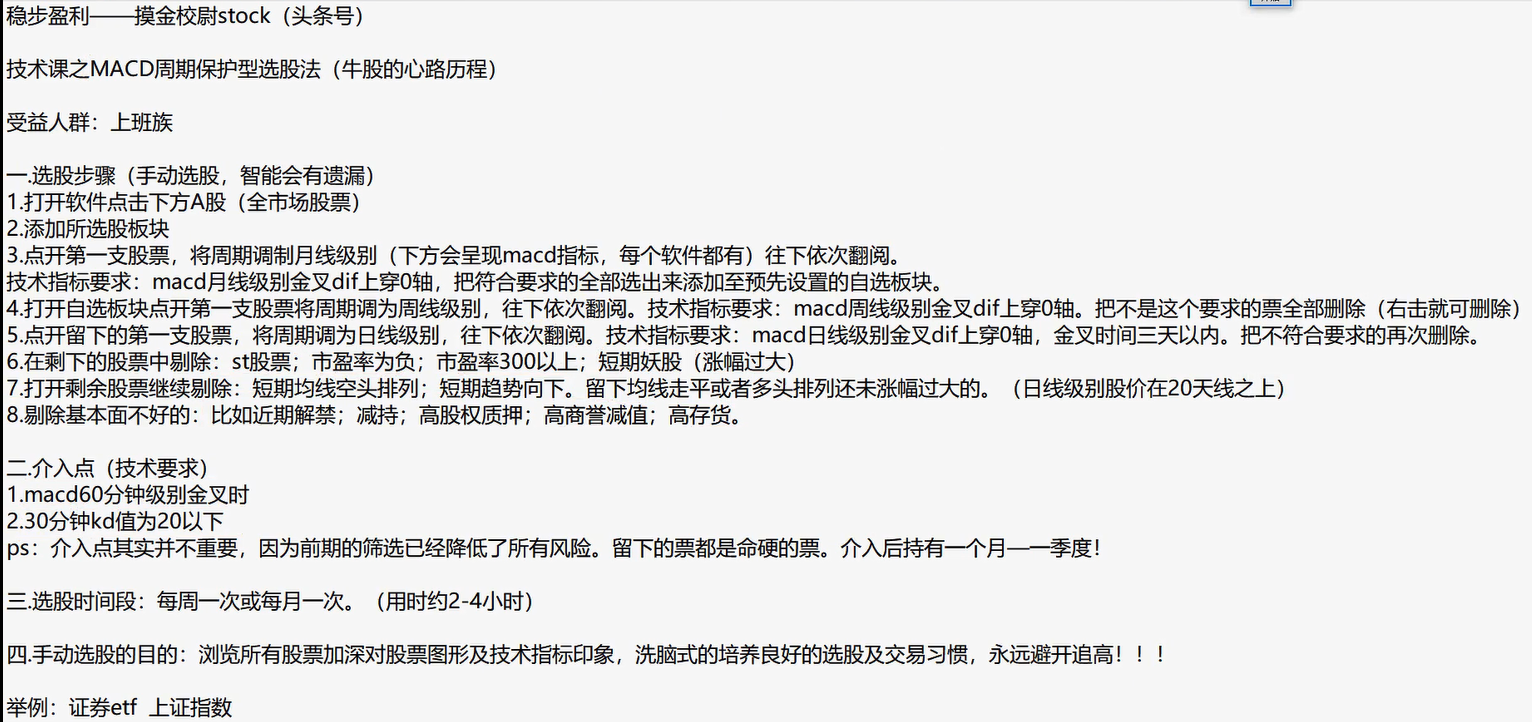 稳步盈利——摸金校尉stock（头条号）
技术课之MACD周期保护型选股法（牛股的心路历程）
受益人群：上班族
一.选股步骤（手动选股，智能会有遗漏）
1.打开软件点击下方A股（全市场股票）
2.添加所选股板块
3.点开第一支股票，将周期调制月线级别（下方会呈现macd指标，每个软件都有）往下依次翻阅。
技术指标要求：macd月线级别金叉dif上穿0轴，把符合要求的全部选出来添加至预先设置的自选板块。
4.打开自选板块点开第一支股票将周期调为周线级别，往下依次翻阅。技术指标要求：macd周线级别金叉dif上穿0轴。把不是这个要求的票全部删除（右击就可删除）
5.点开留下的第一支股票，将周期调为日线级别，往下依次翻阅。技术指标要求：macd日线级别金叉dif上穿0轴，金叉时间三天以内。把不符合要求的再次删除。
6.在剩下的股票中剔除：st股票；市盈率为负；市盈率300以上；短期妖股（涨幅过大）
7.打开剩余股票继续剔除：短期均线空头排列；短期趋势向下。留下均线走平或者多头排列还未涨幅过大的。（日线级别股价在20天线之上）
8.剔除基本面不好的：比如近期解禁；减持；高股权质押；高商誉减值；高存货。
二.介入点（技术要求）
1.macd60分钟级别金叉时
2.30分钟kd值为20以下
ps：介入点其实并不重要，因为前期的筛选已经降低了所有风险。留下的票都是命硬的票。介入后持有一个月—一季度！
三.选股时间段：每周一次或每月一次。（用时约2-4小时）
四.手动选股的目的：浏览所有股票加深对股票图形及技术指标印象，洗脑式的培养良好的选股及交易习惯，永远避开追高！！！
举例：证券etf 上证指数